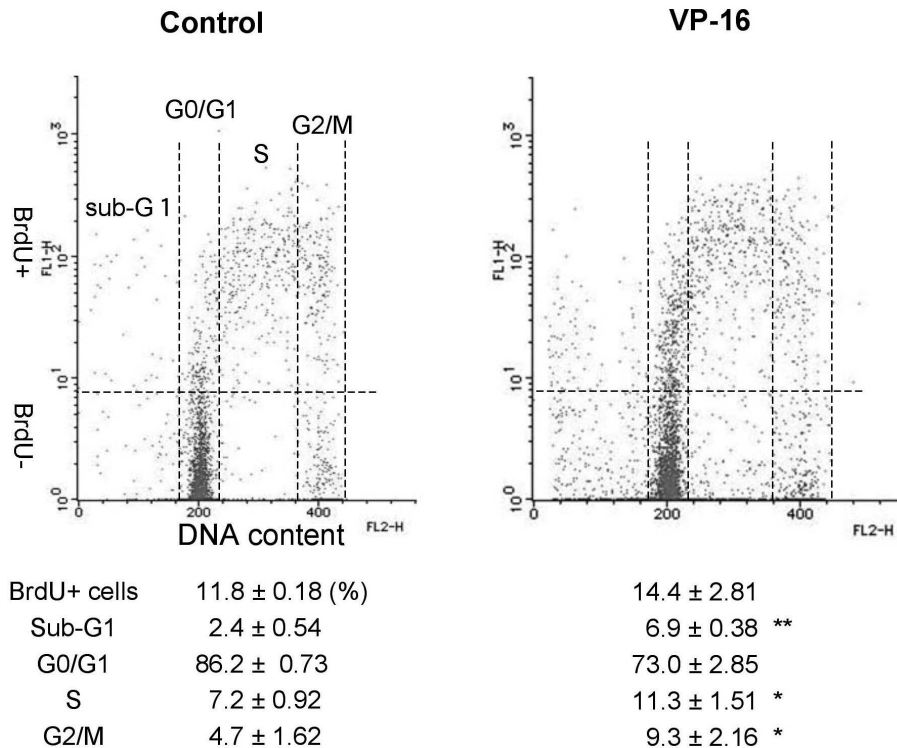 Control
VP-16
G0/G1
G2/M
S
sub-G 1
BrdU+
BrdU-
FL1-H
10³
10²
10¹
10⁰
0
200
400
FL2-H
DNA content
FL1-H
10³
10²
10¹
10⁰
0
200
400
FL2-H
BrdU+ cells 11.8 ± 0.18 (%) 14.4 ± 2.81
Sub-G1 2.4 ± 0.54 6.9 ± 0.38 **
G0/G1 86.2 ± 0.73 73.0 ± 2.85
S 7.2 ± 0.92 11.3 ± 1.51 *
G2/M 4.7 ± 1.62 9.3 ± 2.16 *